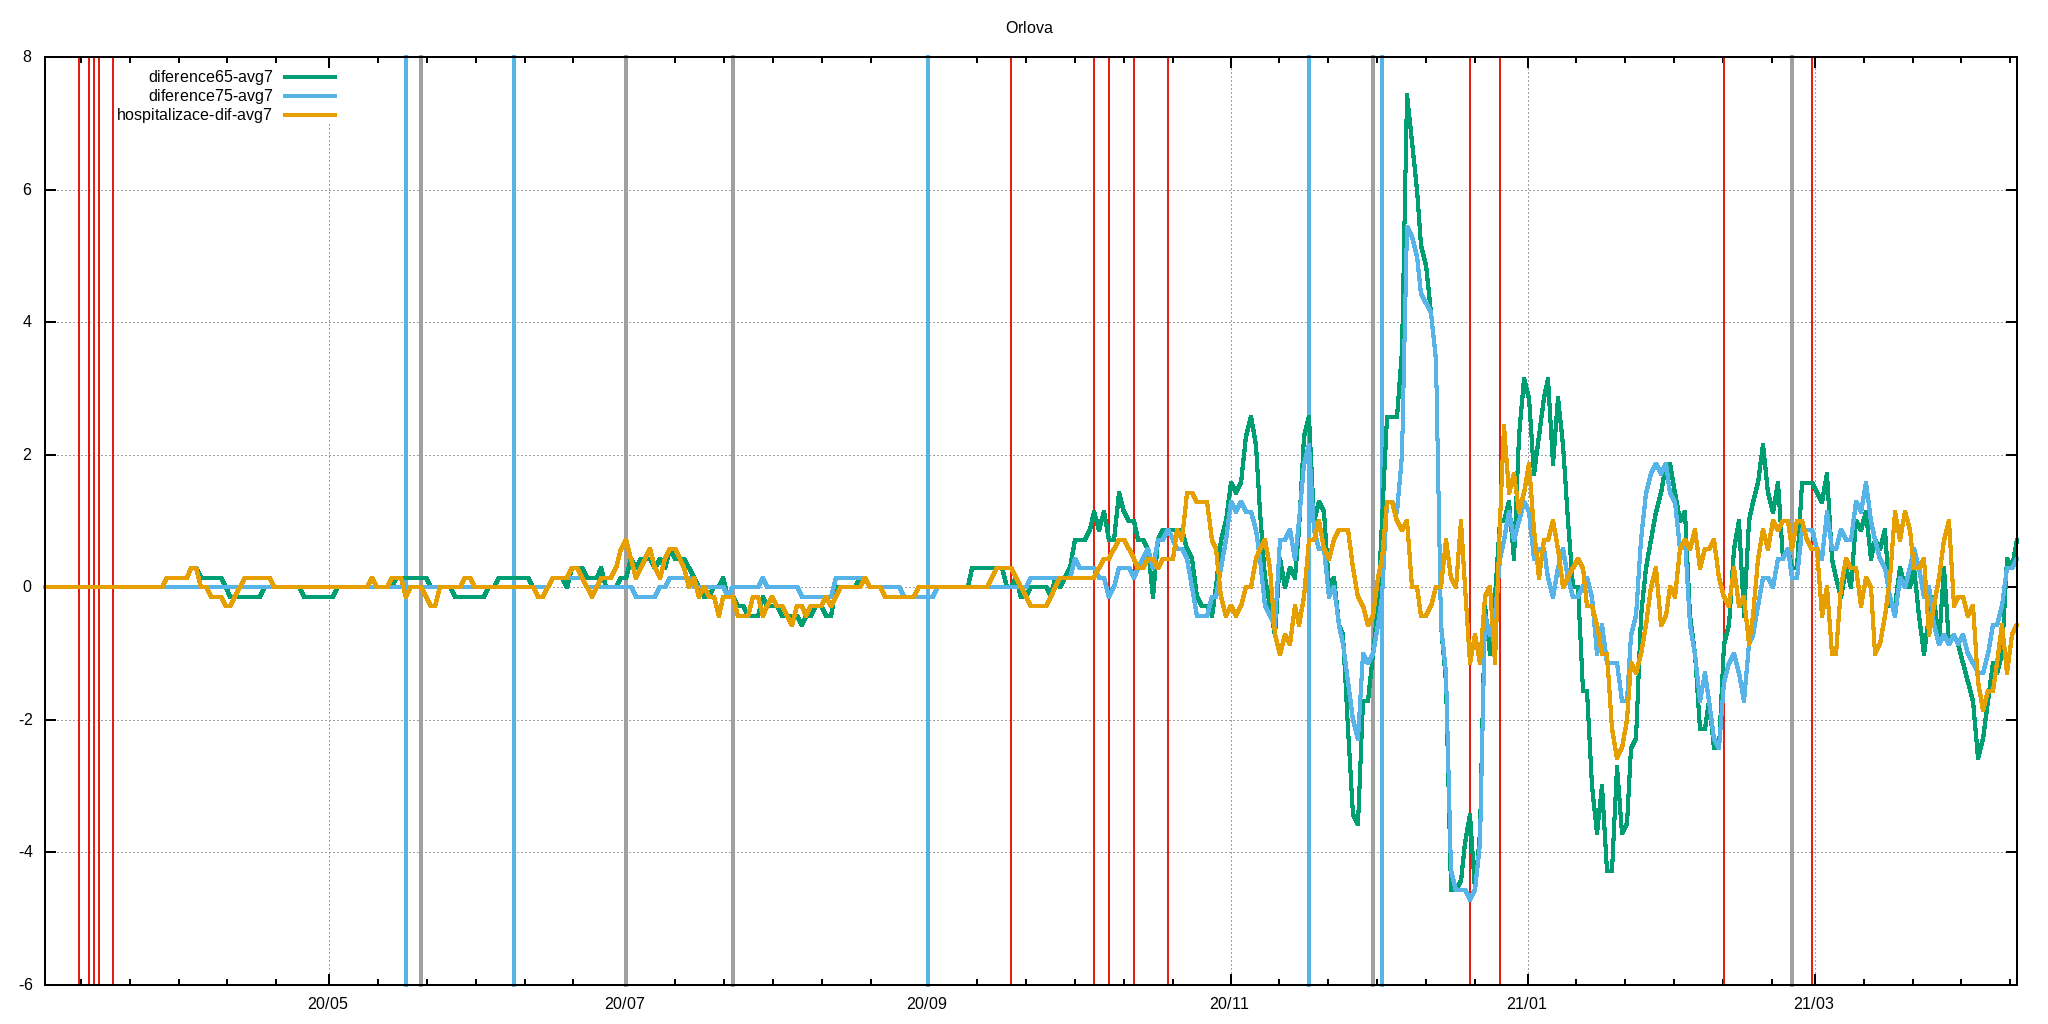 Orlova
8
diference65-avg7
diference75-avg7
hospitalizace-dif-avg7
6
4
2
0
-2
-4
-6
20/05 20/07 20/09 20/11 21/01 21/03